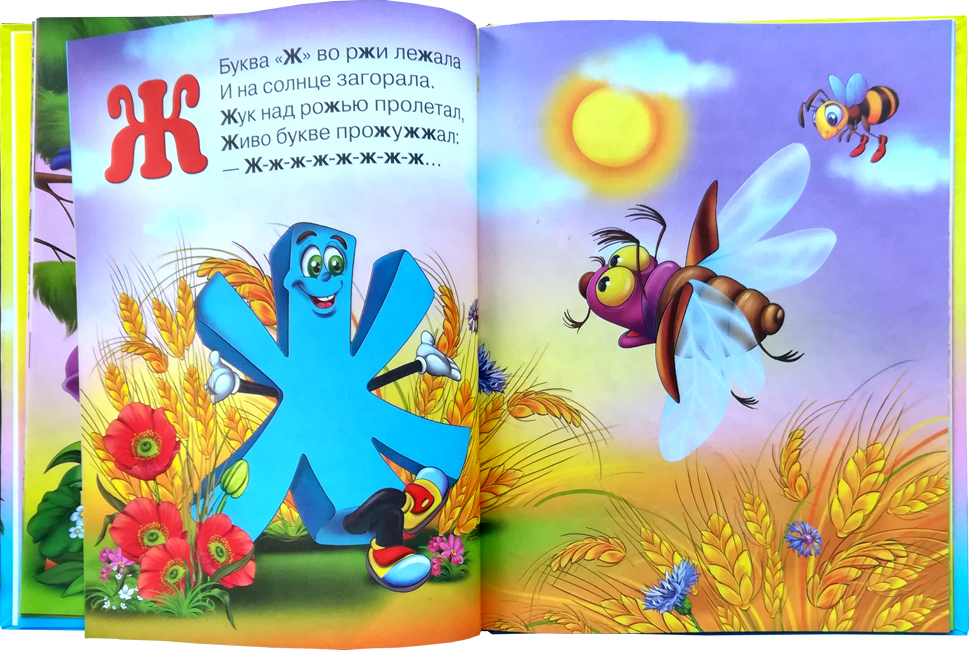 Ж
Буква «Ж» во ржи лежала
И на солнце загорала.
Жук над рожью пролетал,
Живо букве прожужжал:
— Ж-ж-ж-ж-ж-ж-ж-ж...